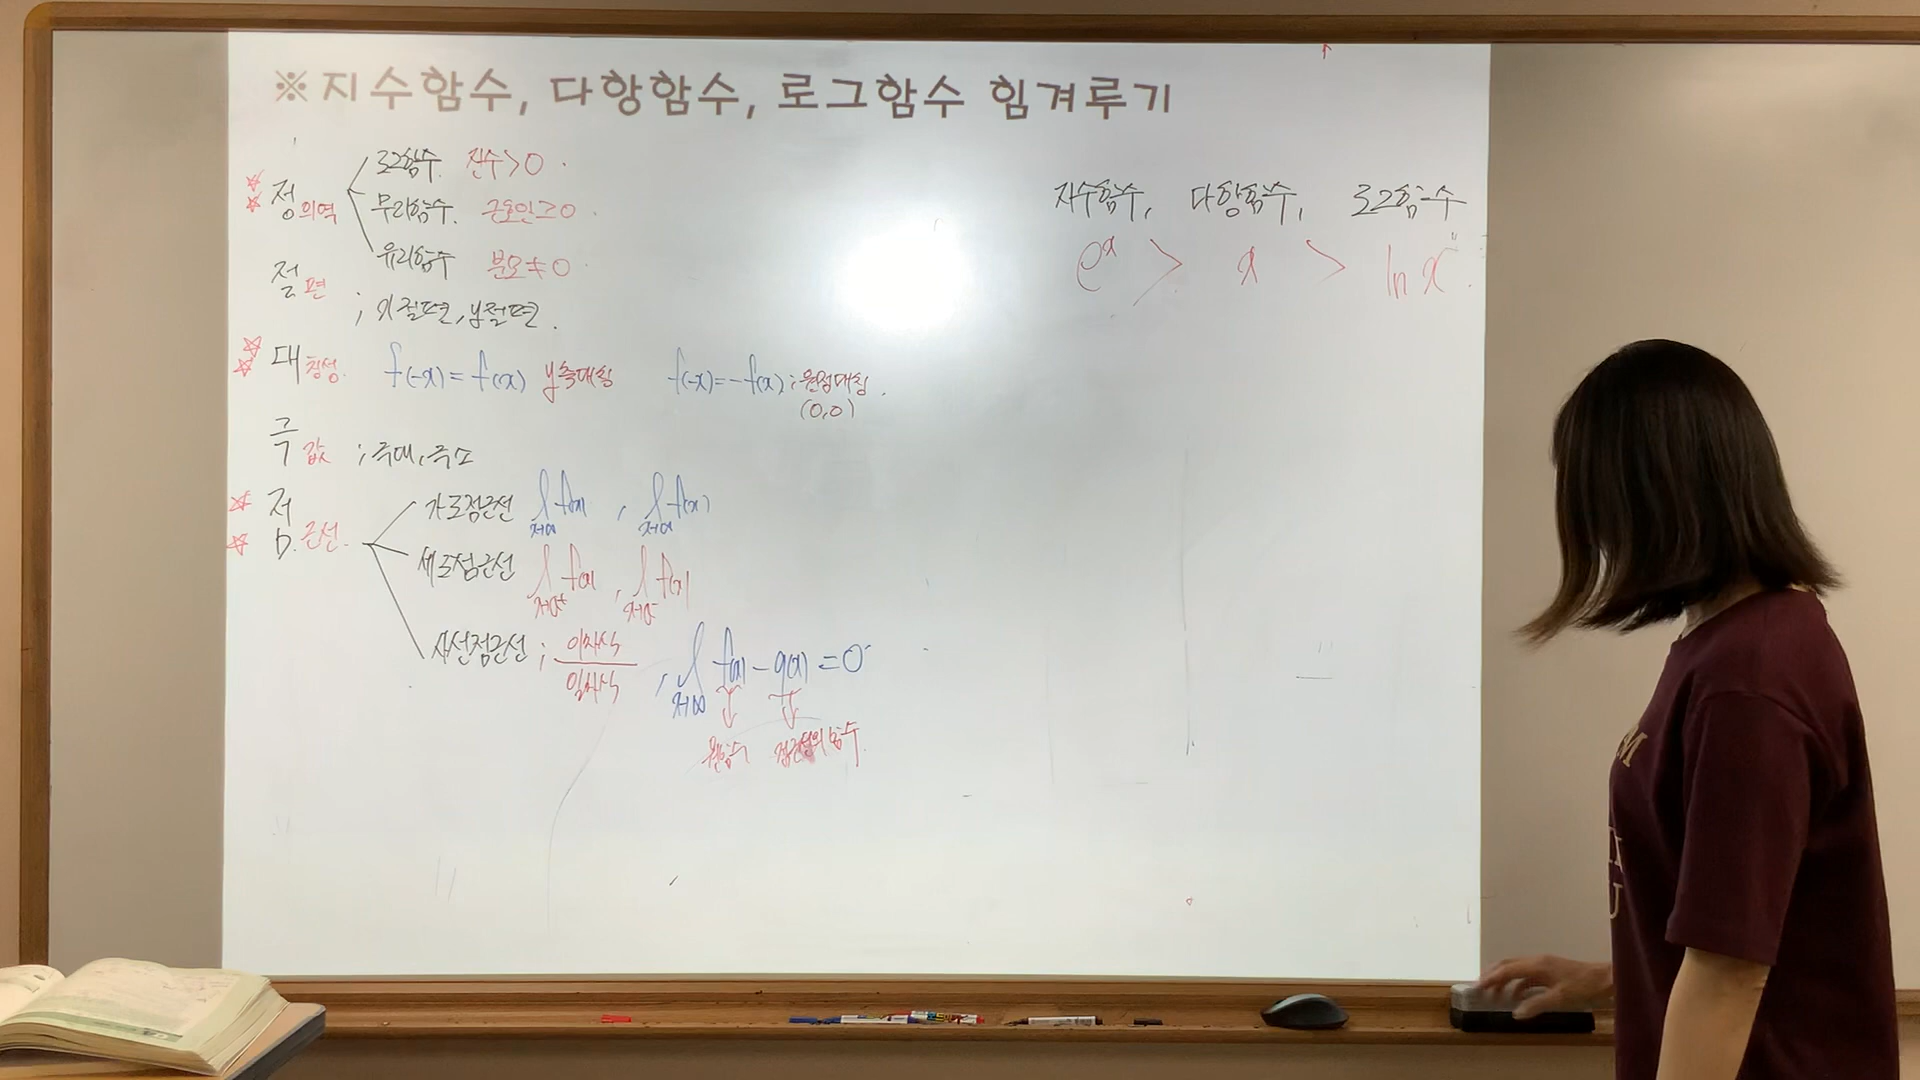 ※지수함수, 다항함수, 로그함수 힘겨루기
정의역
로그함수. 진수>0
무리함수. 근호안≥0
유리함수 분모≠0
절편 ; x절편, y절편.
대칭성. f(-x)=f(x) y축대칭 f(-x)=-f(x) ; 원점대칭. (0,0)
극값 ; 극대, 극소
점근선.
가로점근선 f(x) , f(x)
세로점근선 f(x) , f(x)
사선점근선 ; 이차식/일차식 , lim x→∞ f(x)-g(x)=0
원함수 점근선의 함수.
지수함수, 다항함수, 로그함수
e^x > x > ln x
M
U